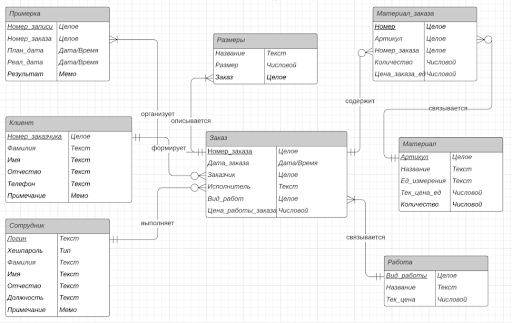 Примерка
Номер_записи Целое
Номер_заказа Целое
План_дата Дата/Время
Реал_дата Дата/Время
Результат Мемо
Размеры
Название Текст
Размер Числовой
Заказ Целое
Материал_заказа
Номер Целое
Артикул Целое
Номер_заказа Целое
Количество Числовой
Цена_заказа_ед Числовой
организует
описывается
содержит
связывается
Клиент
Номер_заказчика Целое
Фамилия Текст
Имя Текст
Отчество Текст
Телефон Текст
Примечание Мемо
формирует
Заказ
Номер_заказа Целое
Дата_заказа Дата/Время
Заказчик Целое
Исполнитель Текст
Вид_работ Целое
Цена_работы_заказа Числовой
Материал
Артикул Целое
Название Текст
Ед_измерения Текст
Тек_цена_ед Числовой
Количество Числовой
Сотрудник
Логин Текст
Хешпароль Тип
Фамилия Текст
Имя Текст
Отчество Текст
Должность Текст
Примечание Мемо
выполняет
связывается
Работа
Вид_работы Целое
Название Текст
Тек_цена Числовой